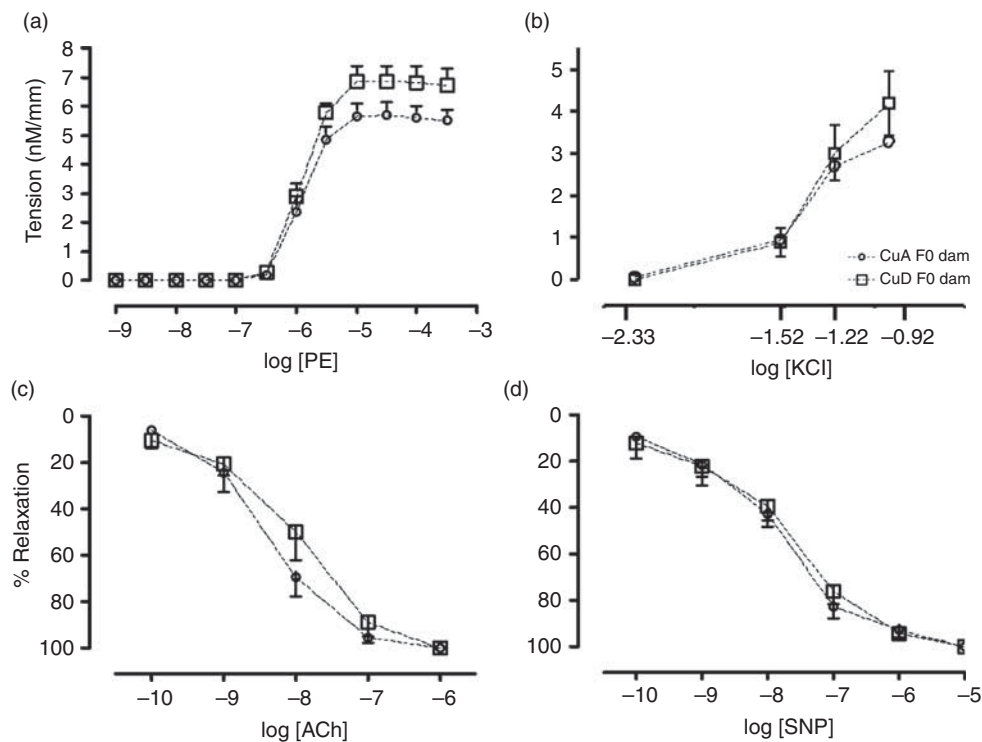 (a)
8
7
6
5
4
3
2
1
0
Tension (nM/mm)
–9 –8 –7 –6 –5 –4 –3
log [PE]
(b)
5
4
3
2
1
0
CuA F0 dam
CuD F0 dam
–2.33 –1.52 –1.22 –0.92
log [KCl]
(c)
0
20
40
60
80
100
% Relaxation
–10 –9 –8 –7 –6
log [ACh]
(d)
0
20
40
60
80
100
–10 –9 –8 –7 –6 –5
log [SNP]